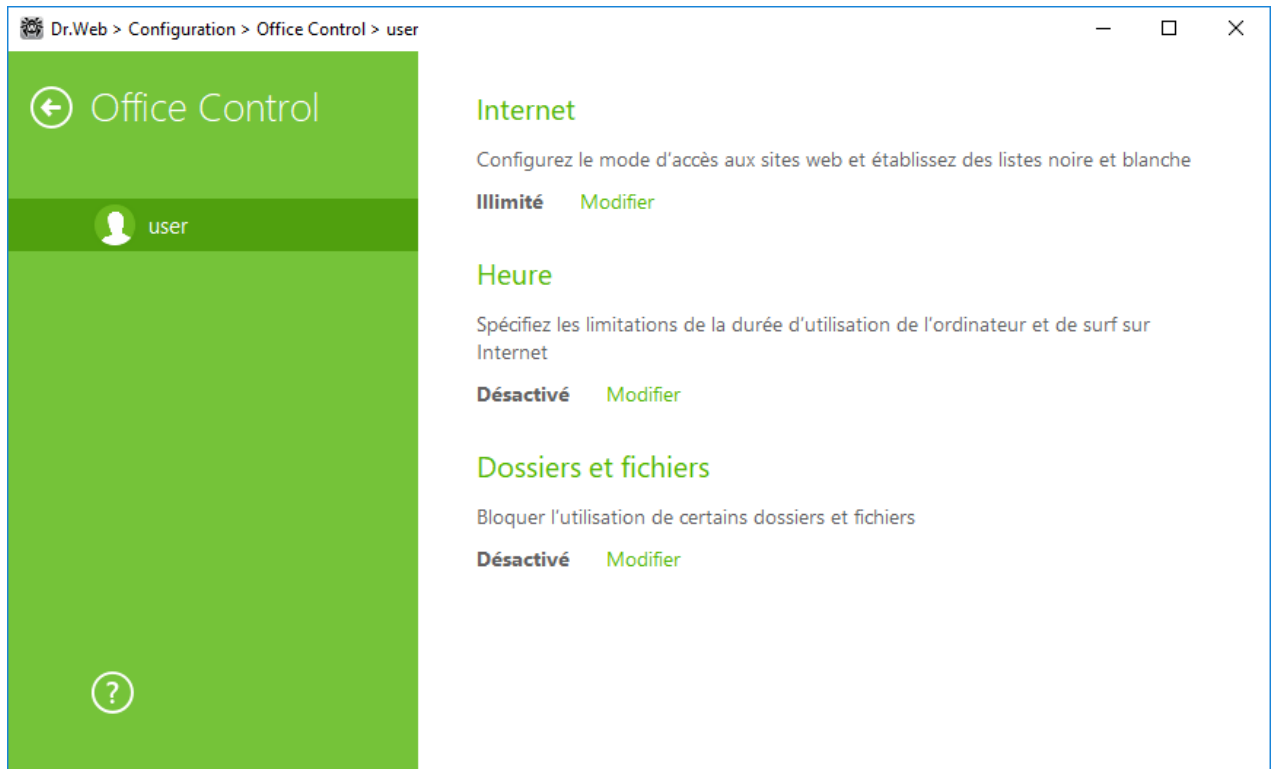 Dr.Web > Configuration > Office Control > user
Office Control
user
Internet
Configurez le mode d'accès aux sites web et établissez des listes noire et blanche
Illimité Modifier
Heure
Spécifiez les limitations de la durée d'utilisation de l'ordinateur et de surf sur
Internet
Désactivé Modifier
Dossiers et fichiers
Bloquer l'utilisation de certains dossiers et fichiers
Désactivé Modifier
?